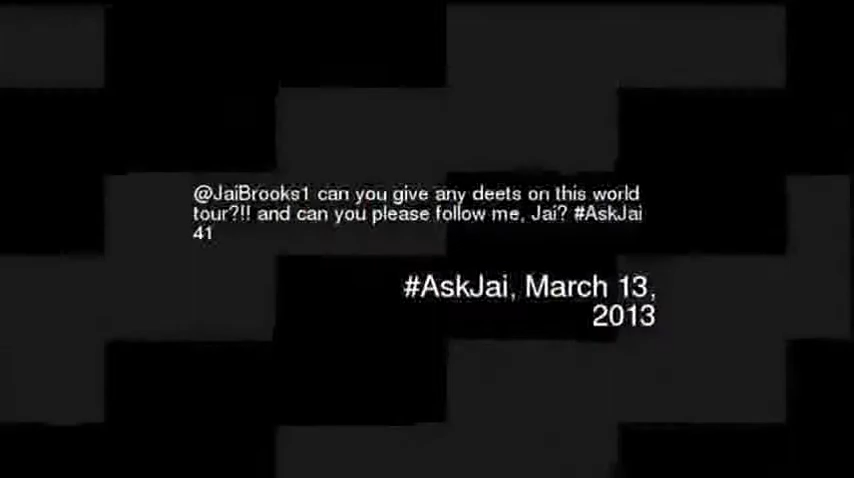 @JaiBrooks1 can you give any deets on this world
tour?!! and can you please follow me, Jai? #AskJai
41
#AskJai, March 13,
2013